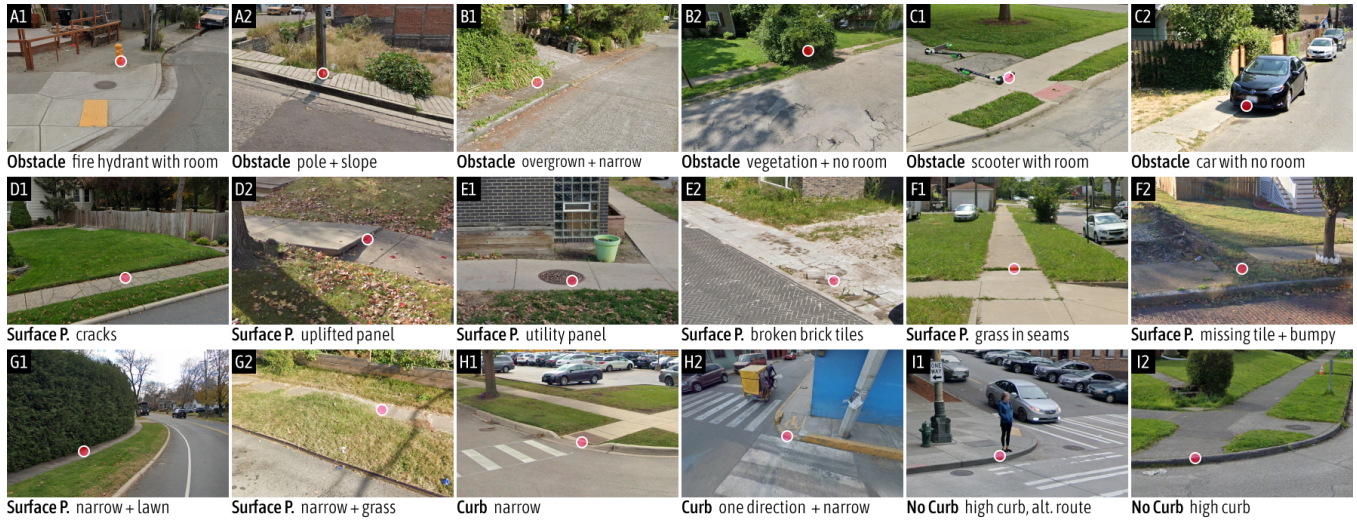 A1 A2 B1 B2 C1 C2
Obstacle fire hydrant with room Obstacle pole + slope Obstacle overgrown + narrow Obstacle vegetation + no room Obstacle scooter with room Obstacle car with no room
D1 D2 E1 E2 F1 F2
Surface P. cracks Surface P. uplifted panel Surface P. utility panel Surface P. broken brick tiles Surface P. grass in seams Surface P. missing tile + bumpy
G1 G2 H1 H2 I1 I2
ONE WAY
Surface P. narrow + lawn Surface P. narrow + grass Curb narrow Curb one direction + narrow No Curb high curb, alt. route No Curb high curb